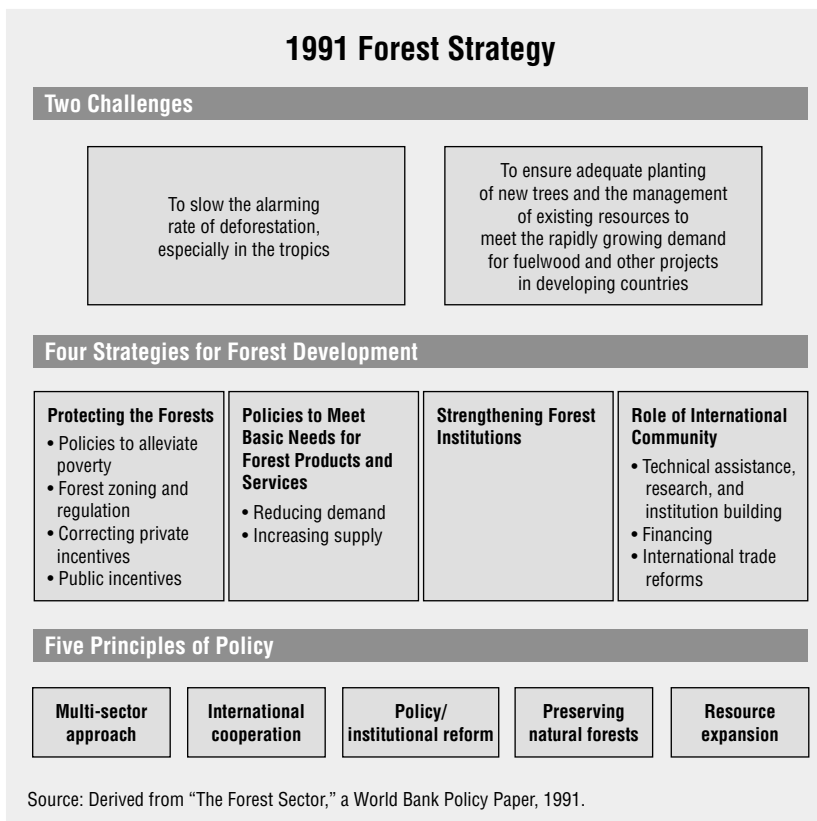 1991 Forest Strategy
Two Challenges
To slow the alarming
rate of deforestation,
especially in the tropics
To ensure adequate planting
of new trees and the management
of existing resources to
meet the rapidly growing demand
for fuelwood and other projects
in developing countries
Four Strategies for Forest Development
Protecting the Forests
• Policies to alleviate
poverty
• Forest zoning and
regulation
• Correcting private
incentives
• Public incentives
Policies to Meet
Basic Needs for
Forest Products and
Services
• Reducing demand
• Increasing supply
Strengthening Forest
Institutions
Role of International
Community
• Technical assistance,
research, and
institution building
• Financing
• International trade
reforms
Five Principles of Policy
Multi-sector
approach
International
cooperation
Policy/
institutional reform
Preserving
natural forests
Resource
expansion
Source: Derived from “The Forest Sector,” a World Bank Policy Paper, 1991.